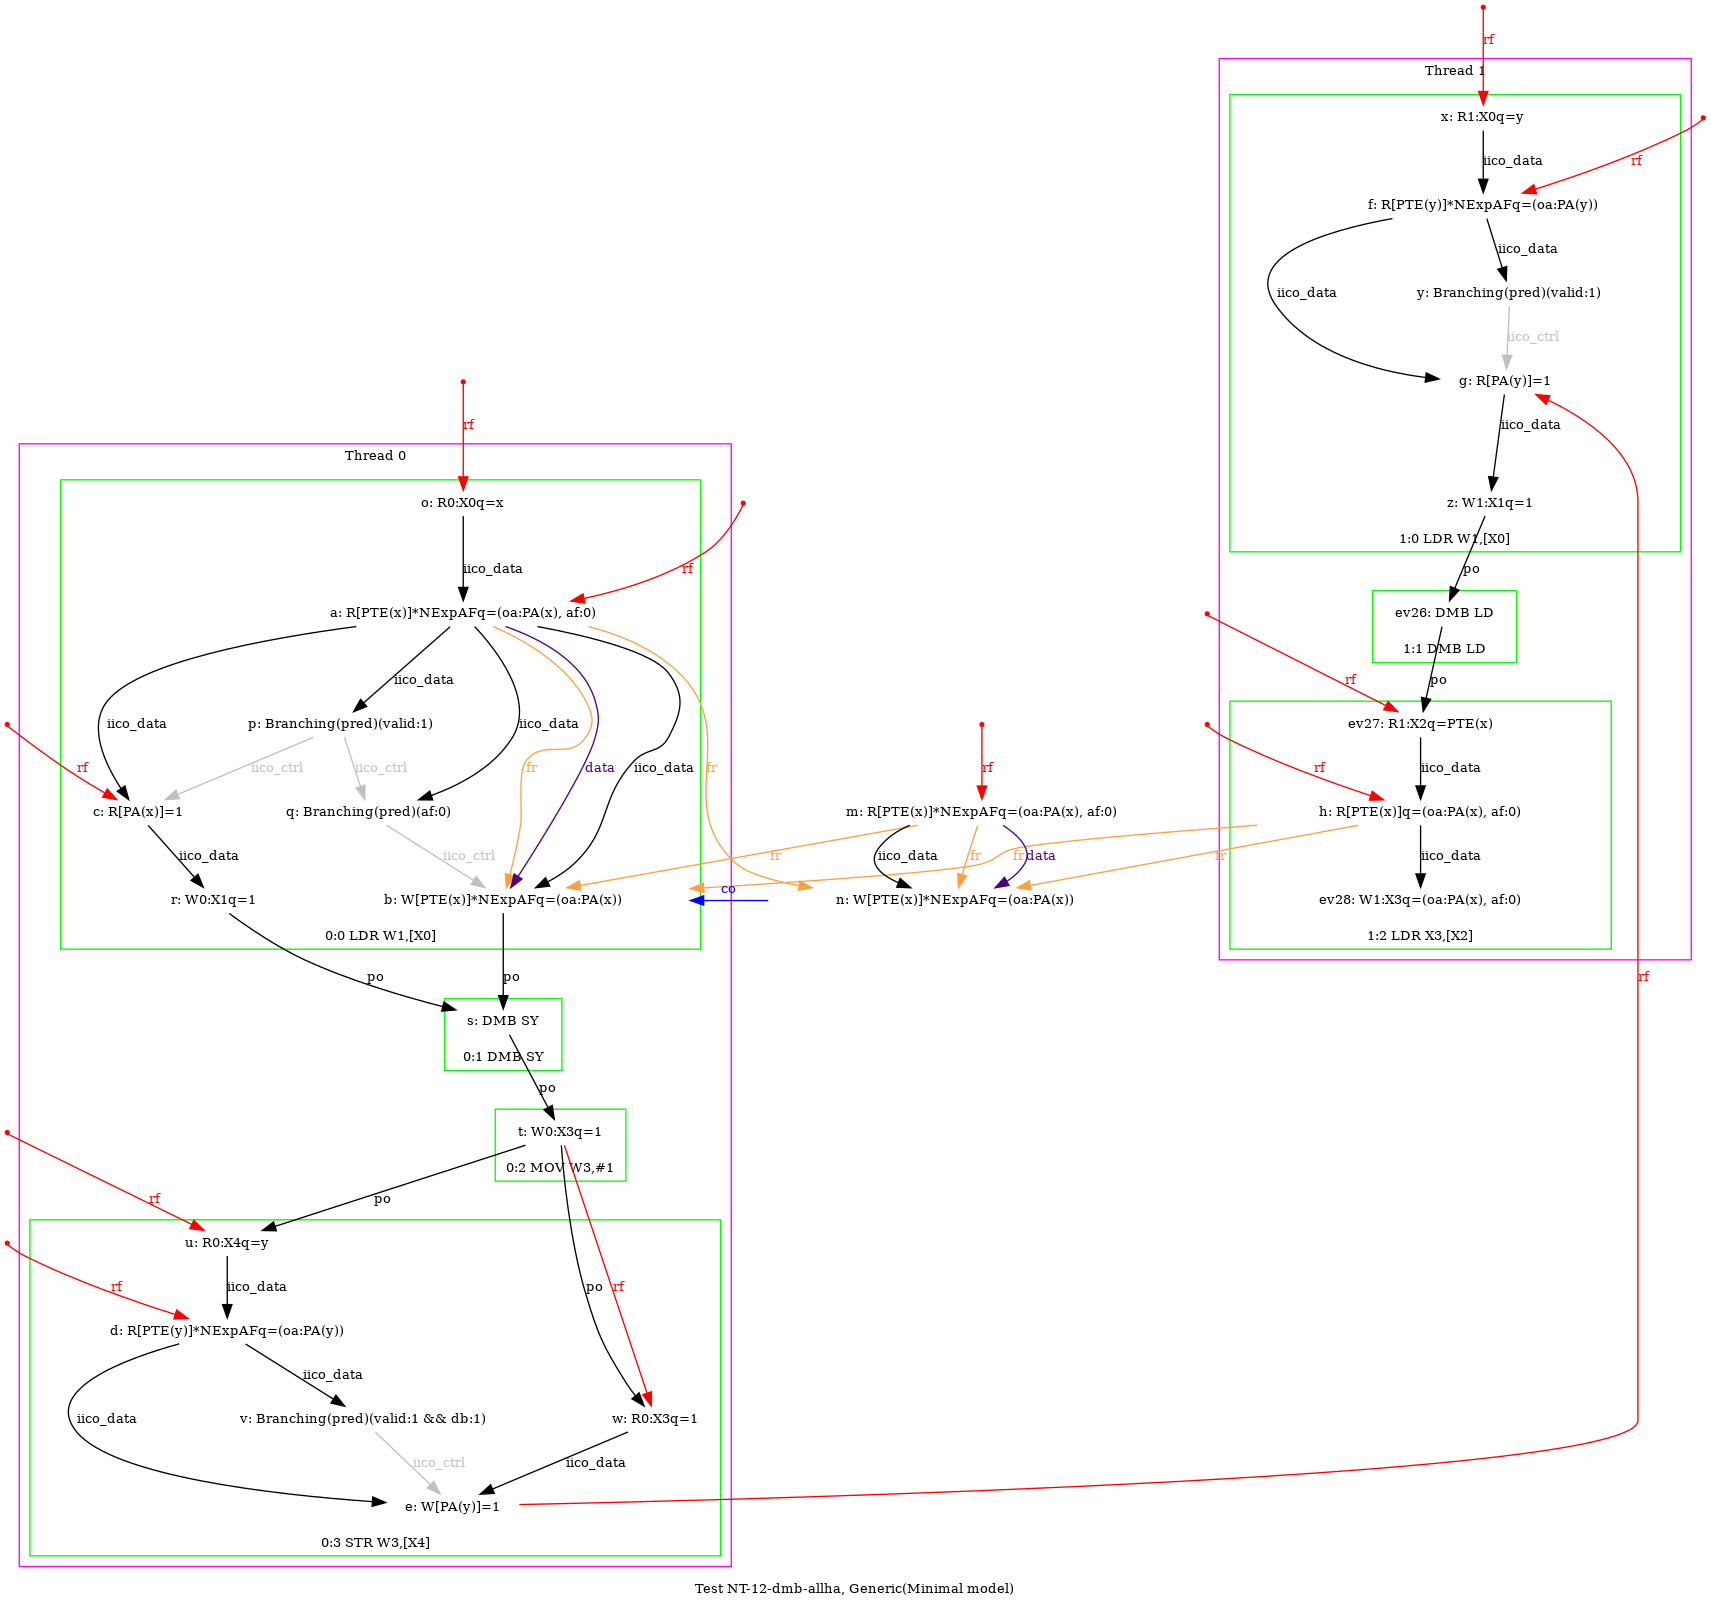 rf
Thread 1
x: R1:X0q=y
rf
iico_data
f: R[PTE(y)]*NExpAFq=(oa:PA(y))
iico_data
iico_data
y: Branching(pred)(valid:1)
iico_ctrl
g: R[PA(y)]=1
iico_data
z: W1:X1q=1
1:0 LDR W1,[X0]
po
ev26: DMB LD
1:1 DMB LD
rf
po
ev27: R1:X2q=PTE(x)
rf
iico_data
h: R[PTE(x)]q=(oa:PA(x), af:0)
iico_data
ev28: W1:X3q=(oa:PA(x), af:0)
1:2 LDR X3,[X2]
rf
rf
Thread 0
o: R0:X0q=x
iico_data
rf
a: R[PTE(x)]*NExpAFq=(oa:PA(x), af:0)
iico_data
iico_data
p: Branching(pred)(valid:1)
iico_data
rf
iico_ctrl
iico_ctrl
fr
data
iico_data
fr
c: R[PA(x)]=1
q: Branching(pred)(af:0)
iico_data
iico_ctrl
r: W0:X1q=1
b: W[PTE(x)]*NExpAFq=(oa:PA(x))
0:0 LDR W1,[X0]
rf
m: R[PTE(x)]*NExpAFq=(oa:PA(x), af:0)
fr
iico_data
fr
fr
data
fr
co
n: W[PTE(x)]*NExpAFq=(oa:PA(x))
po
po
s: DMB SY
0:1 DMB SY
po
t: W0:X3q=1
0:2 MOV W3,#1
rf
po
u: R0:X4q=y
rf
iico_data
po
rf
d: R[PTE(y)]*NExpAFq=(oa:PA(y))
iico_data
iico_data
v: Branching(pred)(valid:1 && db:1)
w: R0:X3q=1
iico_ctrl
iico_data
e: W[PA(y)]=1
0:3 STR W3,[X4]
Test NT-12-dmb-allha, Generic(Minimal model)